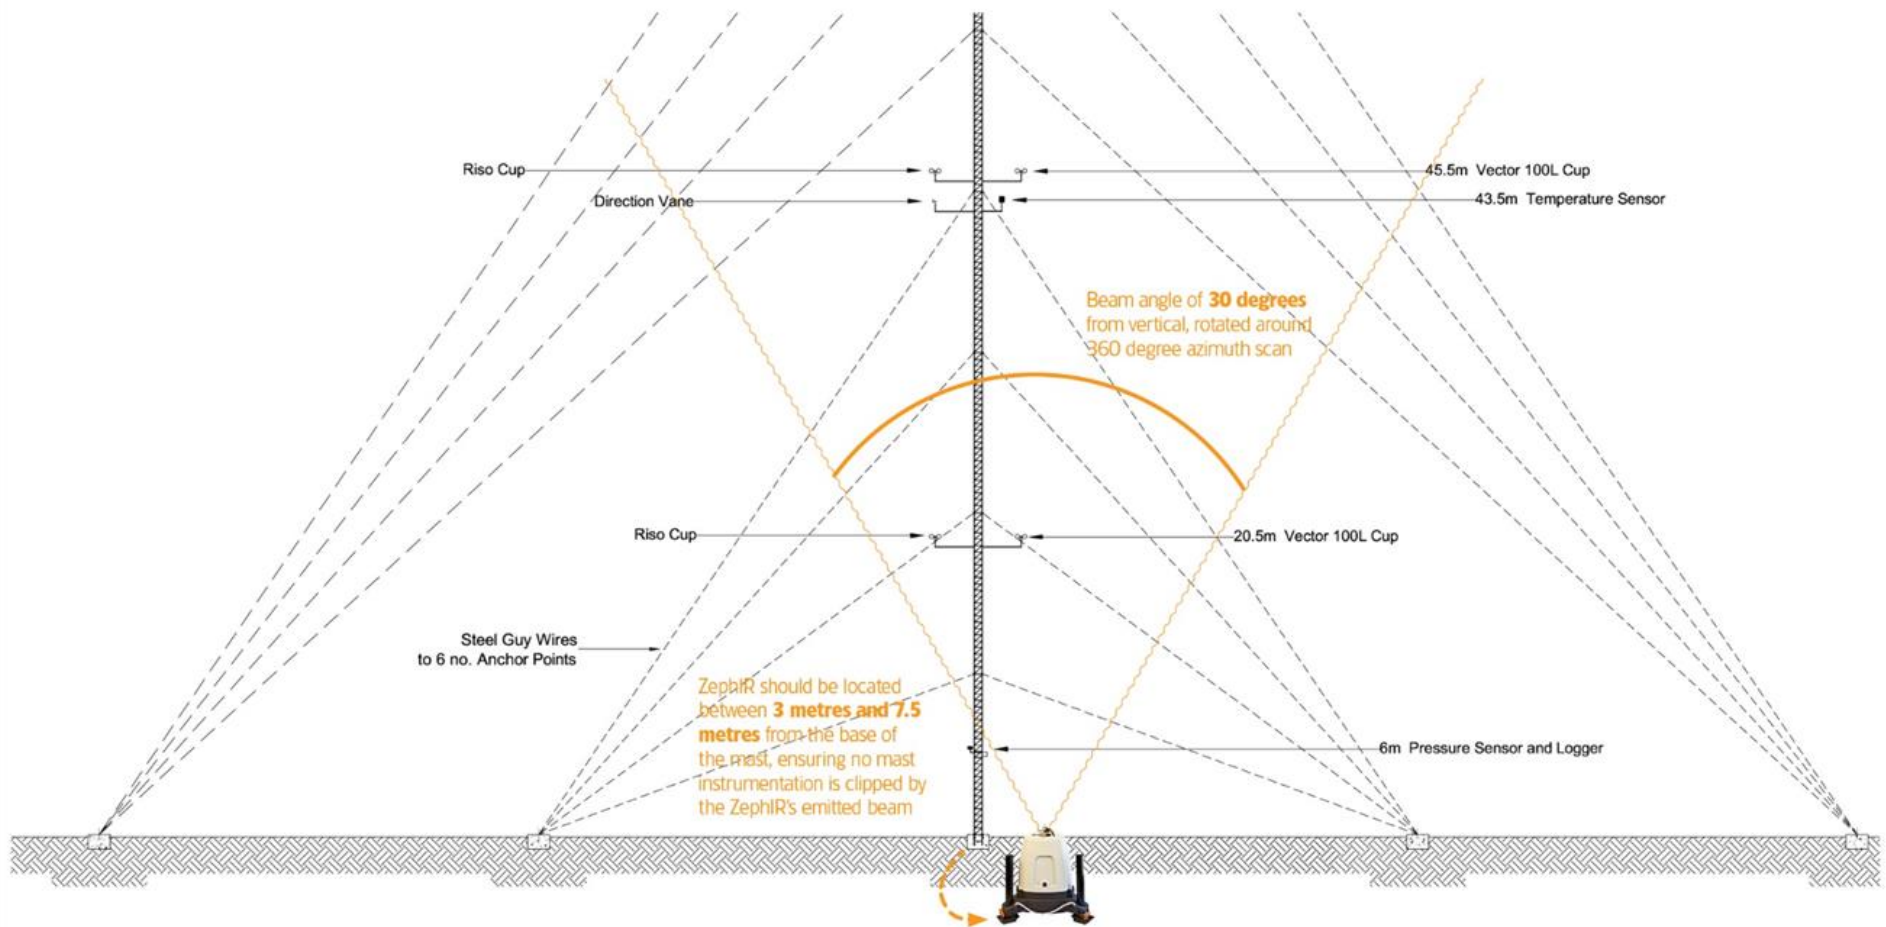 Riso Cup
45.5m Vector 100L Cup
Direction Vane
43.5m Temperature Sensor
Beam angle of 30 degrees
from vertical, rotated around
360 degree azimuth scan
Riso Cup
20.5m Vector 100L Cup
Steel Guy Wires
to 6 no. Anchor Points
ZephIR should be located
between 3 metres and 7.5
metres from the base of
the mast, ensuring no mast
instrumentation is clipped by
the ZephIR's emitted beam
6m Pressure Sensor and Logger